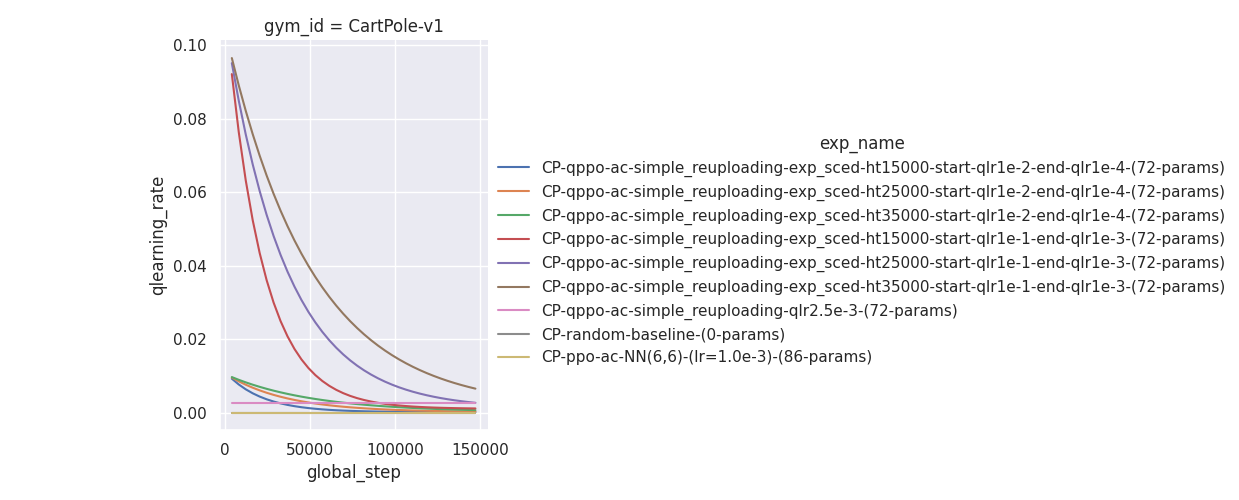 gym_id = CartPole-v1
0.10
0.08
0.06
0.04
0.02
0.00
qlearning_rate
0
50000
100000
150000
global_step
exp_name
CP-qppo-ac-simple_reuploading-exp_sced-ht15000-start-qlr1e-2-end-qlr1e-4-(72-params)
CP-qppo-ac-simple_reuploading-exp_sced-ht25000-start-qlr1e-2-end-qlr1e-4-(72-params)
CP-qppo-ac-simple_reuploading-exp_sced-ht35000-start-qlr1e-2-end-qlr1e-4-(72-params)
CP-qppo-ac-simple_reuploading-exp_sced-ht15000-start-qlr1e-1-end-qlr1e-3-(72-params)
CP-qppo-ac-simple_reuploading-exp_sced-ht25000-start-qlr1e-1-end-qlr1e-3-(72-params)
CP-qppo-ac-simple_reuploading-exp_sced-ht35000-start-qlr1e-1-end-qlr1e-3-(72-params)
CP-qppo-ac-simple_reuploading-qlr2.5e-3-(72-params)
CP-random-baseline-(0-params)
CP-ppo-ac-NN(6,6)-(lr=1.0e-3)-(86-params)